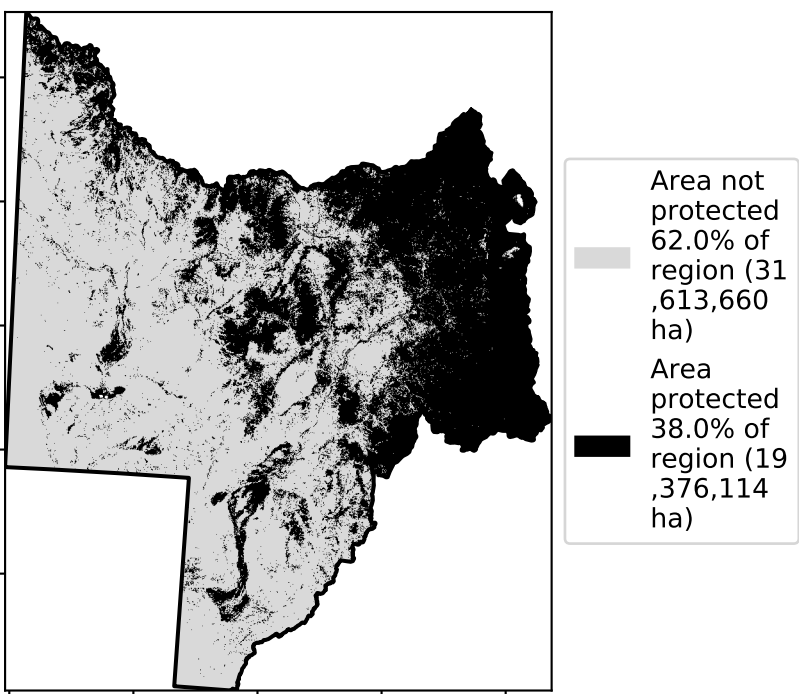 Area not
protected
62.0% of
region (31
,613,660
ha)
Area
protected
38.0% of
region (19
,376,114
ha)